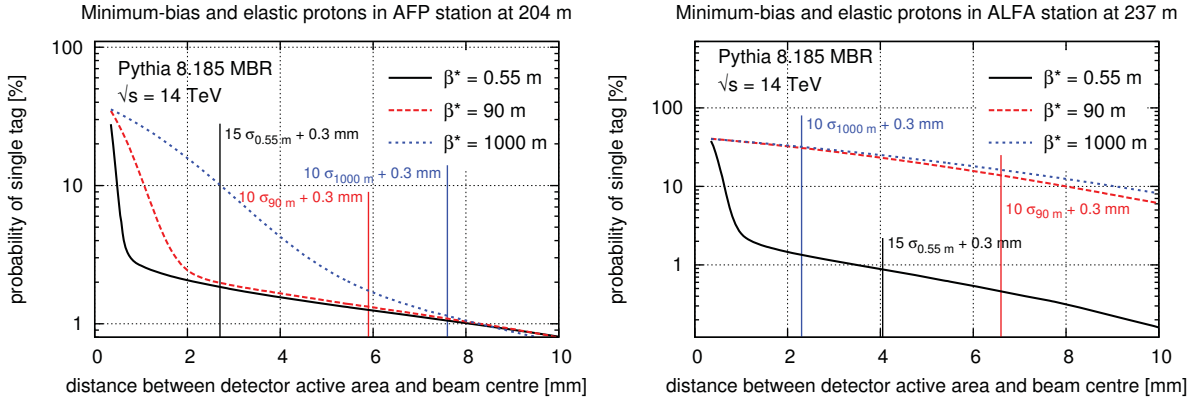 Minimum-bias and elastic protons in AFP station at 204 m
probability of single tag [%]
100
10
1
Pythia 8.185 MBR
√s = 14 TeV
β* = 0.55 m
β* = 90 m
β* = 1000 m
15 σ0.55 m + 0.3 mm
10 σ1000 m + 0.3 mm
10 σ90 m + 0.3 mm
0 2 4 6 8 10
distance between detector active area and beam centre [mm]
Minimum-bias and elastic protons in ALFA station at 237 m
probability of single tag [%]
100
10
1
Pythia 8.185 MBR
√s = 14 TeV
β* = 0.55 m
β* = 90 m
β* = 1000 m
10 σ1000 m + 0.3 mm
10 σ90 m + 0.3 mm
15 σ0.55 m + 0.3 mm
0 2 4 6 8 10
distance between detector active area and beam centre [mm]